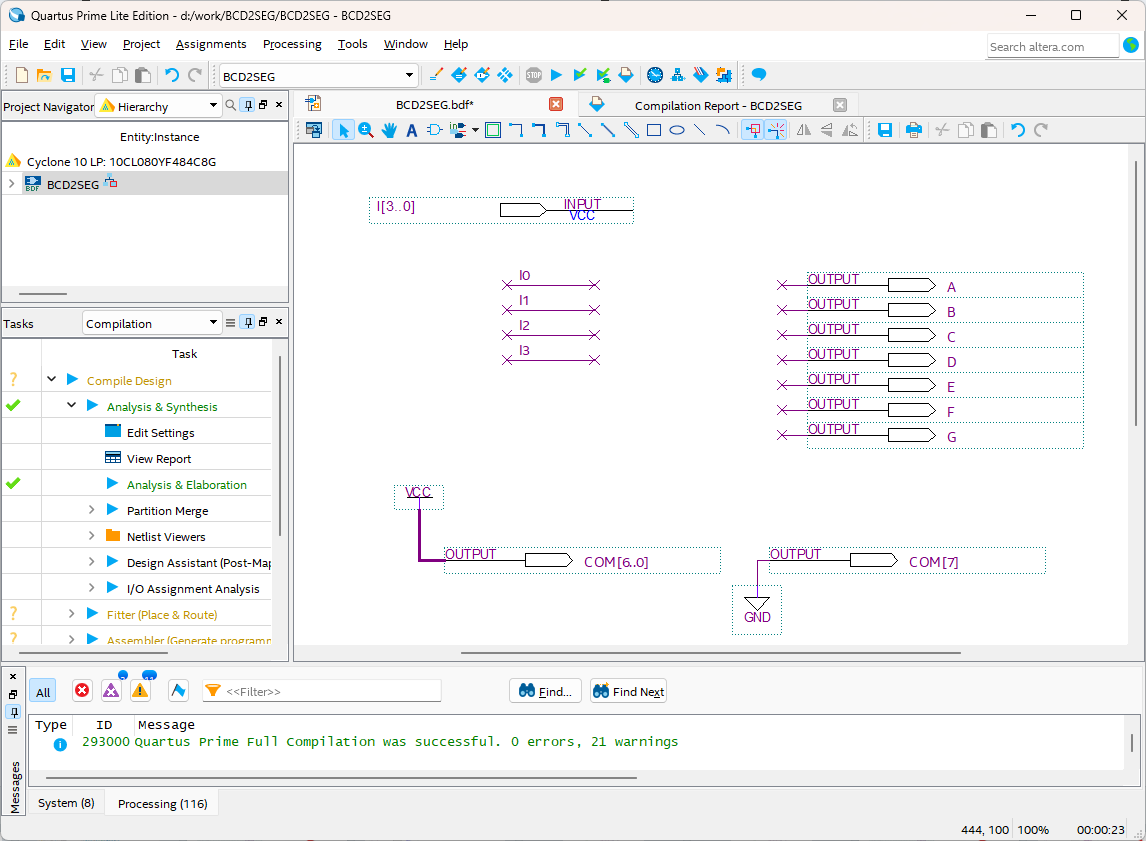 Quartus Prime Lite Edition - d:/work/BCD2SEG/BCD2SEG - BCD2SEG
File Edit View Project Assignments Processing Tools Window Help
Search altera.com
BCD2SEG
STOP
Project Navigator Hierarchy
Entity:Instance
Cyclone 10 LP: 10CL080YF484C8G
BDF BCD2SEG
Tasks Compilation
Task
Compile Design
Analysis & Synthesis
Edit Settings
View Report
Analysis & Elaboration
Partition Merge
Netlist Viewers
Design Assistant (Post-Map
I/O Assignment Analysis
Fitter (Place & Route)
Assembler (Generate programm
BCD2SEG.bdf*
Compilation Report - BCD2SEG
I[3..0] INPUT
VCC
I0
I1
I2
I3
OUTPUT A
OUTPUT B
OUTPUT C
OUTPUT D
OUTPUT E
OUTPUT F
OUTPUT G
VCC
OUTPUT COM[6..0]
OUTPUT COM[7]
GND
All
<<Filter>>
Find...
Find Next
Type ID Message
293000 Quartus Prime Full Compilation was successful. 0 errors, 21 warnings
Messages
System (8) Processing (116)
444, 100 100% 00:00:23